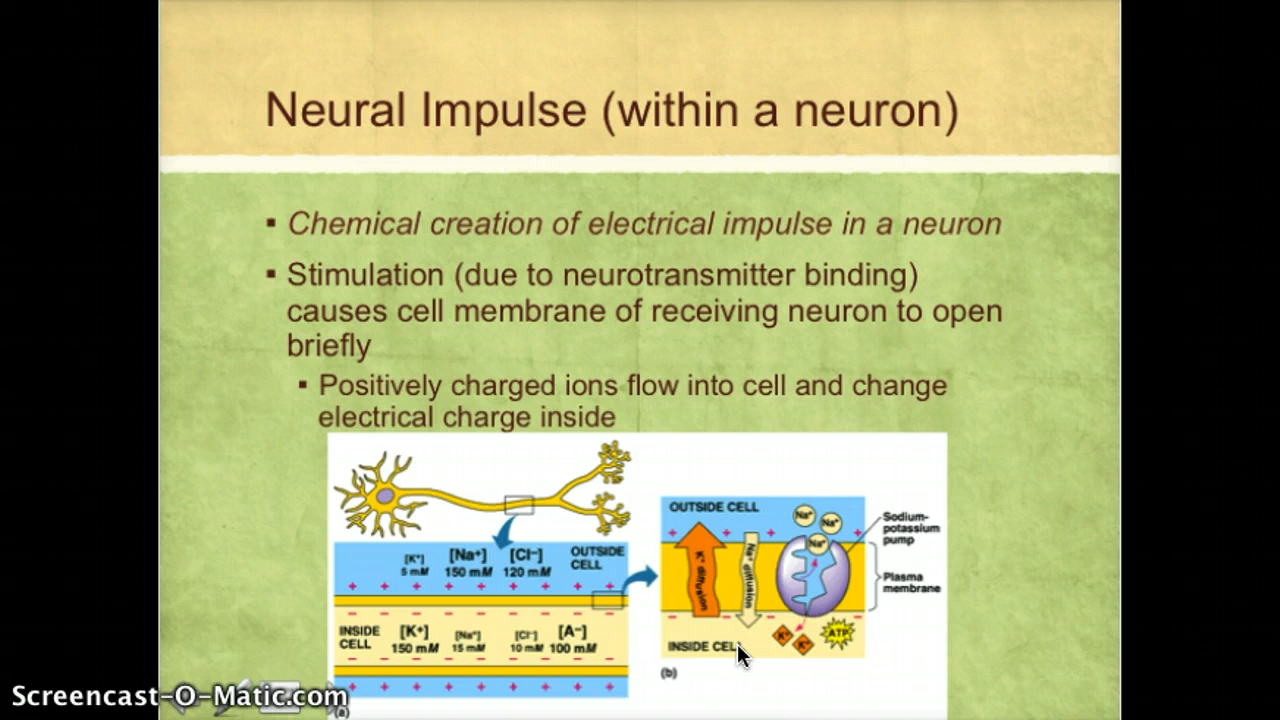 Neural Impulse (within a neuron)
▪ Chemical creation of electrical impulse in a neuron
▪ Stimulation (due to neurotransmitter binding)
causes cell membrane of receiving neuron to open
briefly
▪ Positively charged ions flow into cell and change
electrical charge inside
[K+] [Na+] [Cl−] OUTSIDE
5 mM 150 mM 120 mM CELL
+ + + + + + +
− − − − − − −
INSIDE [K+] [Na+] [Cl−] [A−]
CELL 150 mM 15 mM 10 mM 100 mM
− − − − − − −
+ + + + + + +
(a)
OUTSIDE CELL
Na+ Na+
Na+
K+ diffusion
Na+ diffusion
Sodium-
potassium
pump
Plasma
membrane
K+ K+ ATP
INSIDE CELL
(b)
Screencast-O-Matic.com